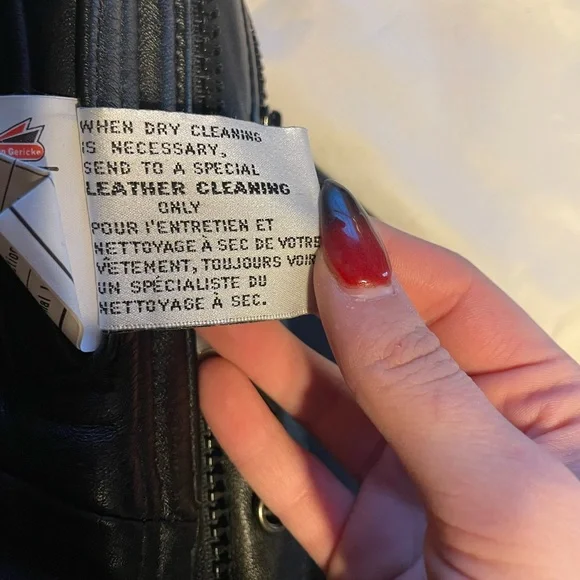 WHEN DRY CLEANING
IS NECESSARY,
SEND TO A SPECIAL
LEATHER CLEANING
ONLY
POUR l'ENTRETIEN ET
NETTOYAGE À SEC DE VOTRE
VÊTEMENT, TOUJOURS VOIR
UN SPÉCIALISTE DU
NETTOYAGE À SEC.
Gericke